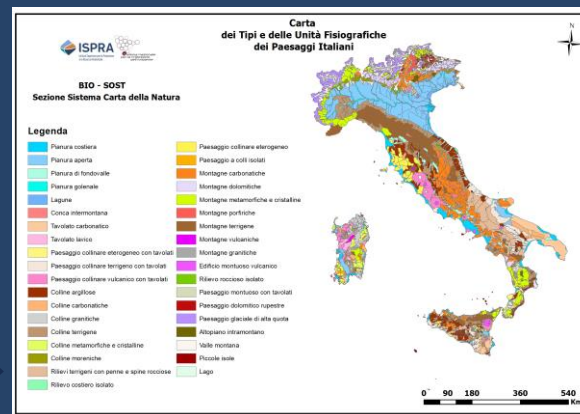 Carta
dei Tipi e delle Unità Fisiografiche
dei Paesaggi Italiani
ISPRA
BIO - SOST
Sezione Sistema Carta della Natura
N
Legenda
Pianura costiera
Pianura aperta
Pianura di fondovalle
Pianura golenale
Lagune
Conca intermontana
Tavolato carbonatico
Tavolato lavico
Paesaggio collinare eterogeneo con tavolati
Paesaggio collinare terrigeno con tavolati
Paesaggio collinare vulcanico con tavolati
Colline argillose
Colline carbonatiche
Colline granitiche
Colline terrigene
Colline metamorfiche e cristalline
Colline moreniche
Rilievi terrigeni con penne e spine rocciose
Rilievo costiero isolato
Paesaggio collinare eterogeneo
Paesaggio a colli isolati
Montagne carbonatiche
Montagne dolomitiche
Montagne metamorfiche e cristalline
Montagne porfiriche
Montagne terrigene
Montagne vulcaniche
Montagne granitiche
Edificio montuoso vulcanico
Rilievo roccioso isolato
Paesaggio montuoso con tavolati
Paesaggio dolomitico rupestre
Paesaggio glaciale di alta quota
Altopiano intramontano
Valle montana
Piccole isole
Lago
0 90 180 360 540
Km